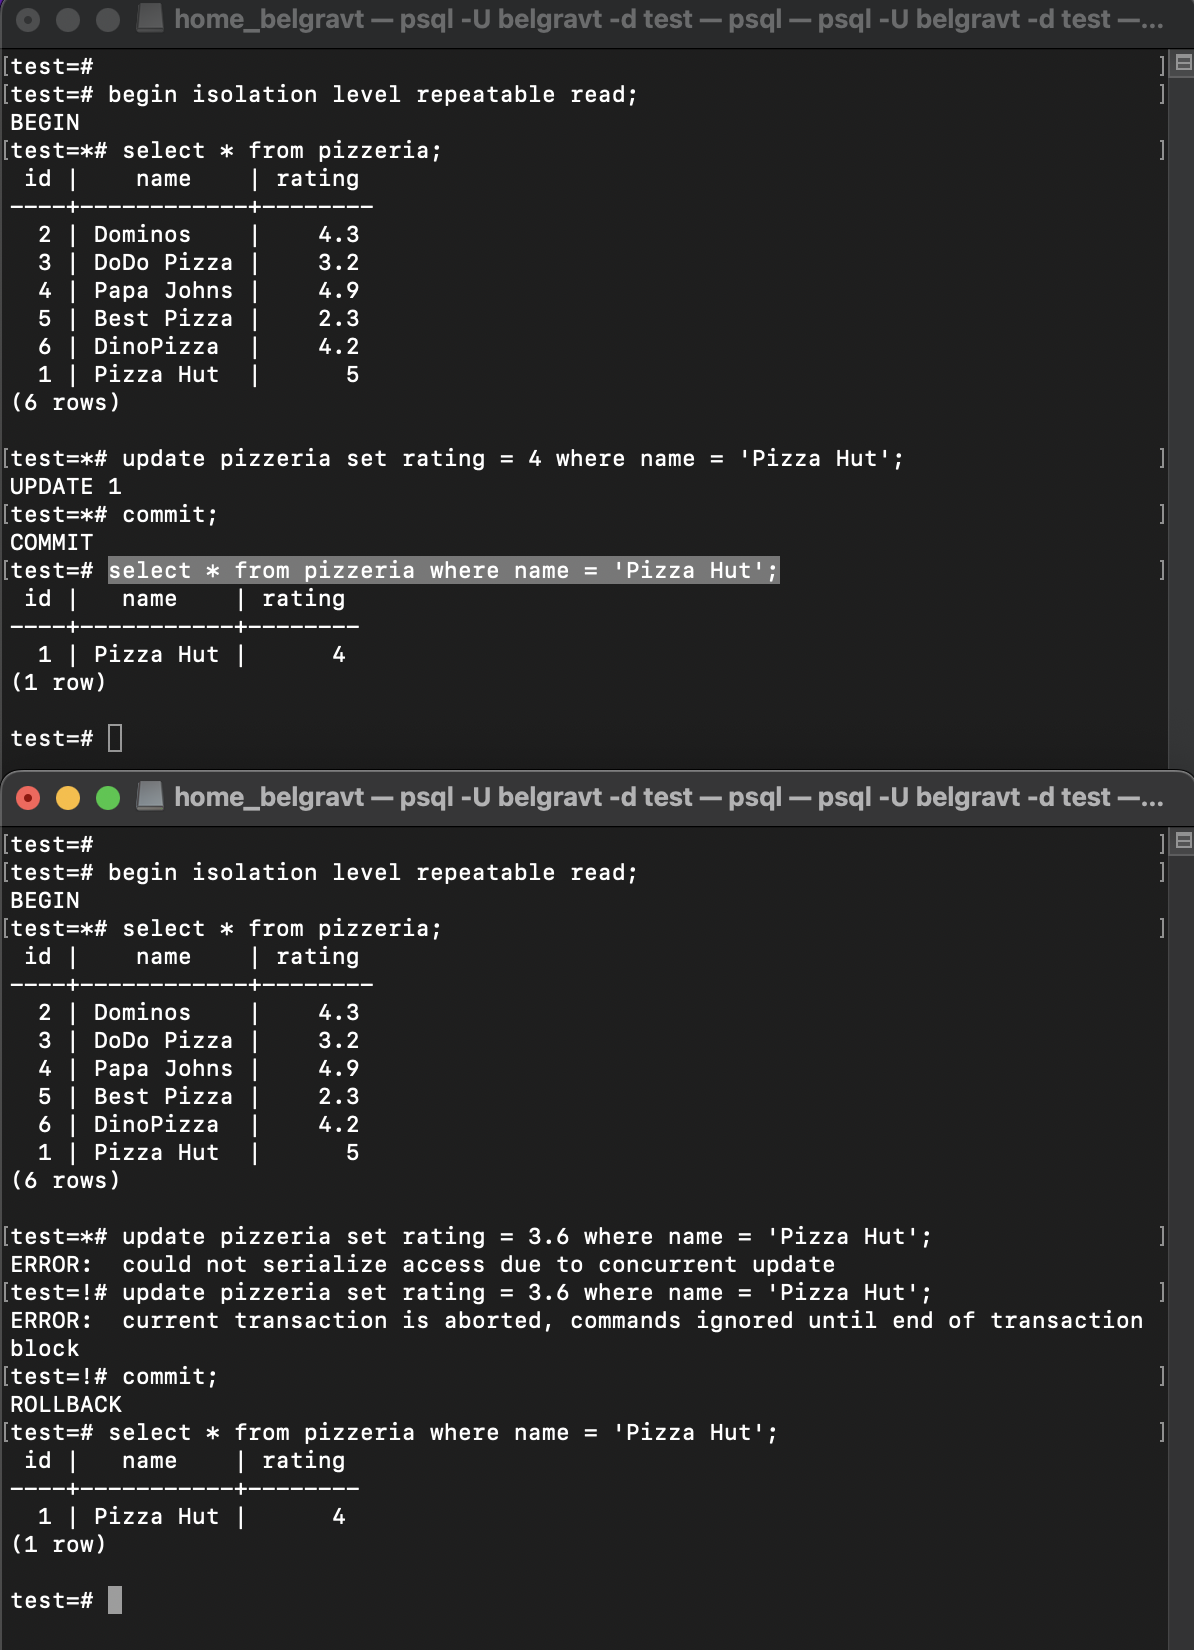 home_belgravt — psql -U belgravt -d test — psql — psql -U belgravt -d test —...
[test=# ]
[test=# begin isolation level repeatable read; ]
BEGIN
[test=*# select * from pizzeria; ]
 id |    name    | rating
----+------------+--------
  2 | Dominos    |    4.3
  3 | DoDo Pizza |    3.2
  4 | Papa Johns |    4.9
  5 | Best Pizza |    2.3
  6 | DinoPizza  |    4.2
  1 | Pizza Hut  |      5
(6 rows)
[test=*# update pizzeria set rating = 4 where name = 'Pizza Hut'; ]
UPDATE 1
[test=*# commit; ]
COMMIT
[test=# select * from pizzeria where name = 'Pizza Hut'; ]
 id |   name    | rating
----+-----------+--------
  1 | Pizza Hut |      4
(1 row)
test=#
home_belgravt — psql -U belgravt -d test — psql — psql -U belgravt -d test —...
[test=# ]
[test=# begin isolation level repeatable read; ]
BEGIN
[test=*# select * from pizzeria; ]
 id |    name    | rating
----+------------+--------
  2 | Dominos    |    4.3
  3 | DoDo Pizza |    3.2
  4 | Papa Johns |    4.9
  5 | Best Pizza |    2.3
  6 | DinoPizza  |    4.2
  1 | Pizza Hut  |      5
(6 rows)
[test=*# update pizzeria set rating = 3.6 where name = 'Pizza Hut'; ]
ERROR:  could not serialize access due to concurrent update
[test=!# update pizzeria set rating = 3.6 where name = 'Pizza Hut'; ]
ERROR:  current transaction is aborted, commands ignored until end of transaction
block
[test=!# commit; ]
ROLLBACK
[test=# select * from pizzeria where name = 'Pizza Hut'; ]
 id |   name    | rating
----+-----------+--------
  1 | Pizza Hut |      4
(1 row)
test=#